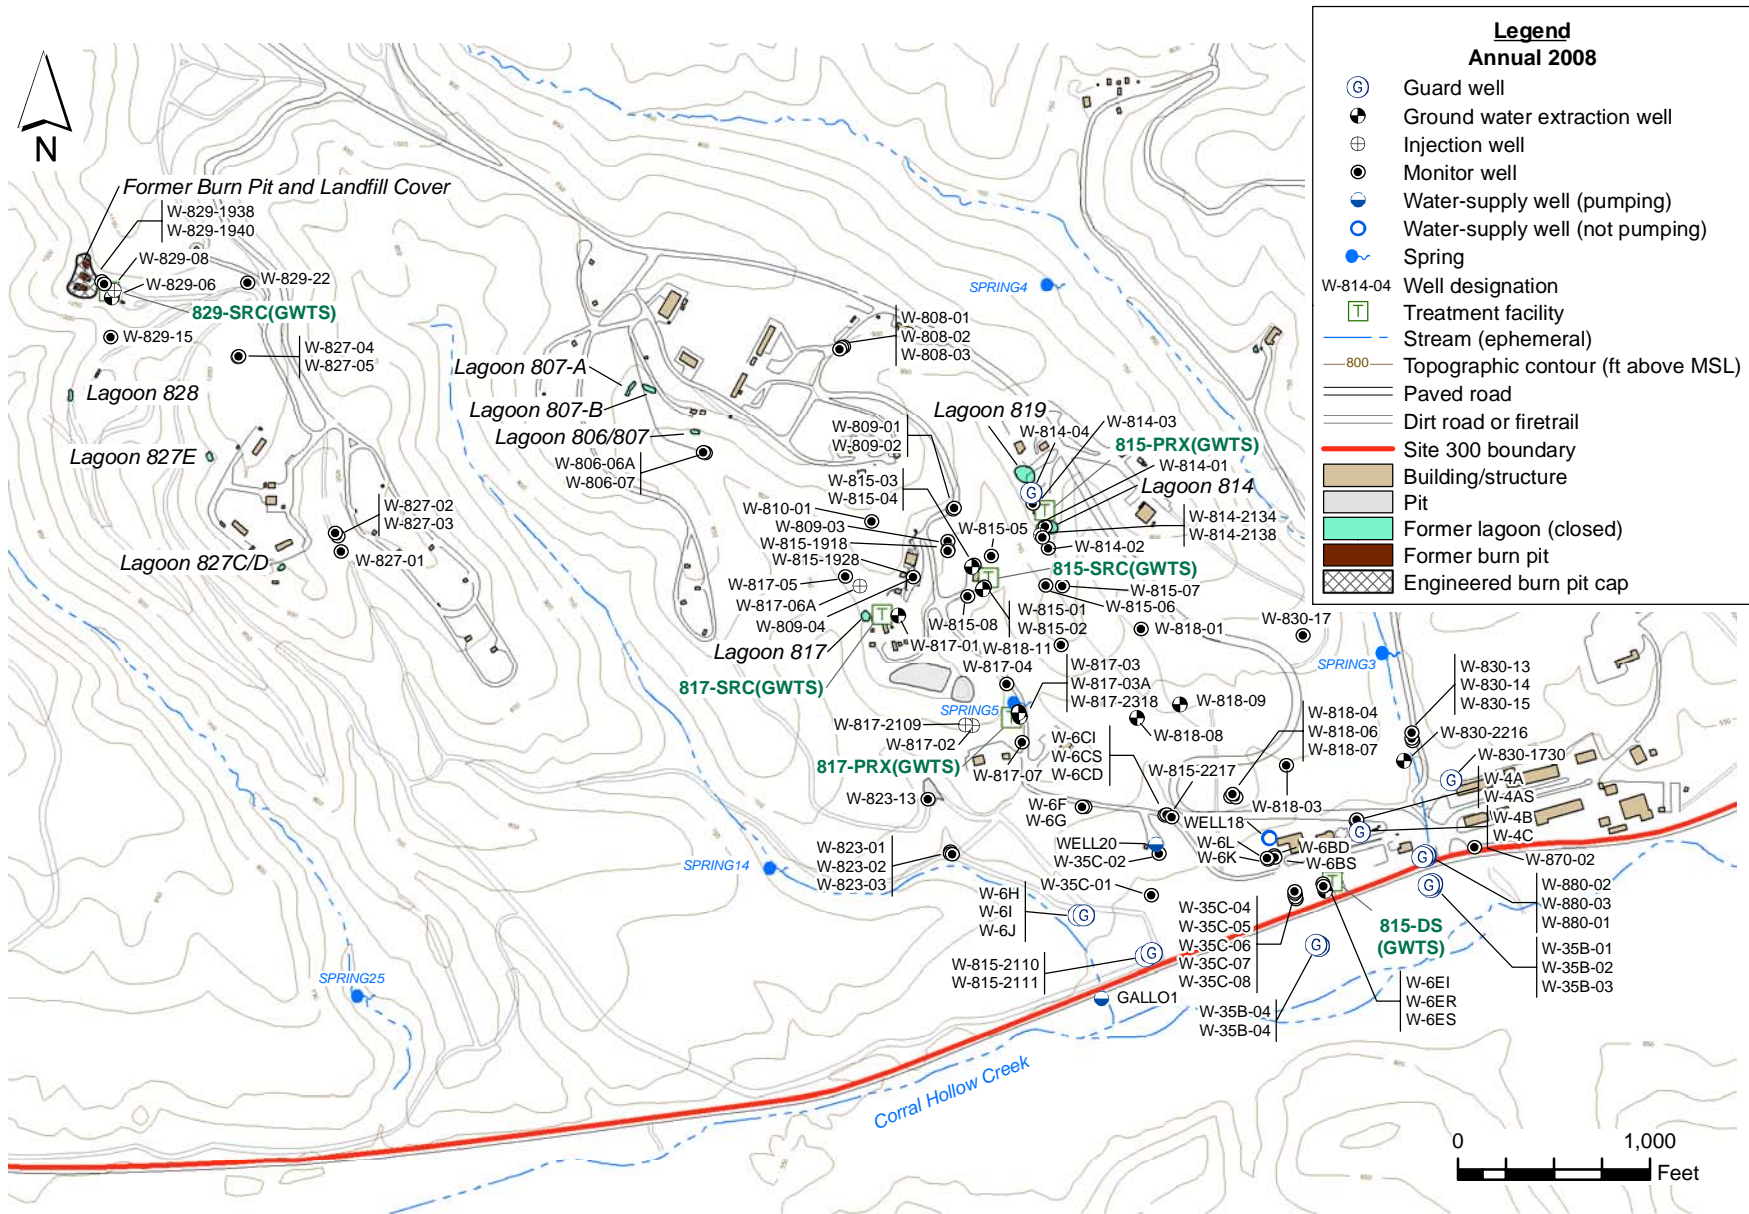 Legend
Annual 2008
Guard well
Ground water extraction well
Injection well
Monitor well
Water-supply well (pumping)
Water-supply well (not pumping)
Spring
W-814-04 Well designation
T Treatment facility
Stream (ephemeral)
800 Topographic contour (ft above MSL)
Paved road
Dirt road or firetrail
Site 300 boundary
Building/structure
Pit
Former lagoon (closed)
Former burn pit
Engineered burn pit cap
N
Former Burn Pit and Landfill Cover
W-829-1938
W-829-1940
W-829-08
W-829-06
W-829-22
829-SRC(GWTS)
W-829-15
W-827-04
W-827-05
Lagoon 828
Lagoon 827E
W-827-02
W-827-03
W-827-01
Lagoon 827C/D
SPRING4
W-808-01
W-808-02
W-808-03
Lagoon 807-A
Lagoon 807-B
Lagoon 806/807
W-806-06A
W-806-07
Lagoon 819
W-809-01
W-809-02
W-814-04
W-814-03
815-PRX(GWTS)
W-814-01
Lagoon 814
W-815-03
W-815-04
W-810-01
W-809-03
W-815-1918
W-815-1928
W-815-05
W-814-2134
W-814-2138
W-814-02
815-SRC(GWTS)
W-817-05
W-817-06A
W-809-04
W-815-07
W-815-06
W-815-08
W-815-01
W-815-02
W-818-01
W-830-17
W-817-01
W-818-11
Lagoon 817
817-SRC(GWTS)
W-817-04
W-817-03
W-817-03A
W-817-2318
SPRING3
W-830-13
W-830-14
W-830-15
SPRING5
W-818-09
W-818-08
W-818-04
W-818-06
W-818-07
W-817-2109
W-817-02
817-PRX(GWTS)
W-817-07
W-6CI
W-6CS
W-6CD
W-815-2217
W-830-2216
W-830-1730
W-823-13
W-6F
W-6G
W-818-03
W-4A
W-4AS
W-4B
W-4C
W-870-02
WELL18
WELL20
W-6L
W-6K
W-6BD
W-6BS
W-35C-02
W-823-01
W-823-02
W-823-03
SPRING14
W-35C-01
W-6H
W-6I
W-6J
W-880-02
W-880-03
W-880-01
W-35C-04
W-35C-05
W-35C-06
W-35C-07
W-35C-08
815-DS
(GWTS)
W-35B-01
W-35B-02
W-35B-03
W-815-2110
W-815-2111
SPRING25
GALLO1
W-35B-04
W-35B-04
W-6EI
W-6ER
W-6ES
Corral Hollow Creek
0 1,000
Feet